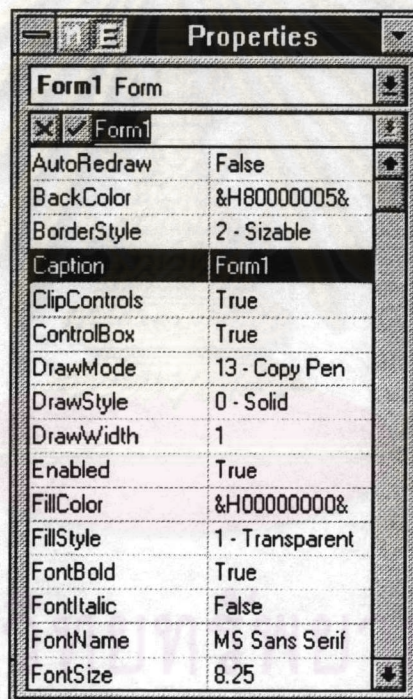 ME Properties
Form1 Form
Form1
AutoRedraw False
BackColor &H80000005&
BorderStyle 2 - Sizable
Caption Form1
ClipControls True
ControlBox True
DrawMode 13 - Copy Pen
DrawStyle 0 - Solid
DrawWidth 1
Enabled True
FillColor &H00000000&
FillStyle 1 - Transparent
FontBold True
FontItalic False
FontName MS Sans Serif
FontSize 8.25